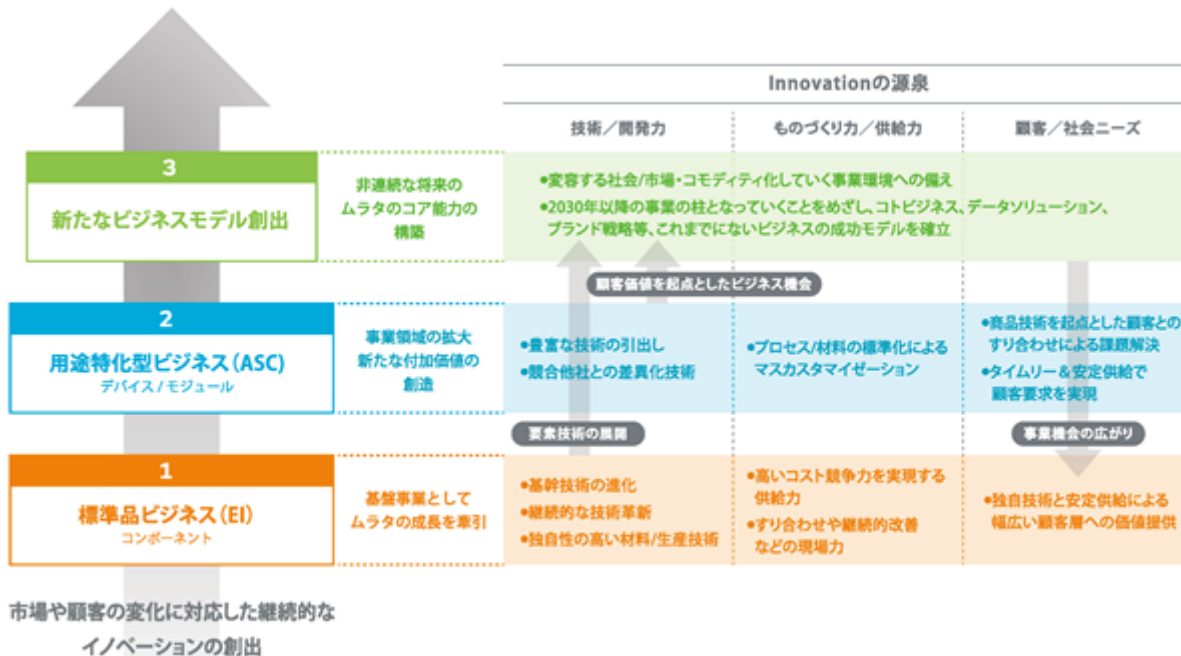 Innovationの源泉
技術／開発力
ものづくり力／供給力
顧客／社会ニーズ
3
新たなビジネスモデル創出
非連続な将来の
ムラタのコア能力の
構築
●変容する社会/市場・コモディティ化していく事業環境への備え
●2030年以降の事業の柱となっていくことをめざし、コトビジネス、データソリューション、
ブランド戦略等、これまでにないビジネスの成功モデルを確立
顧客価値を起点としたビジネス機会
2
用途特化型ビジネス（ASC）
デバイス / モジュール
事業領域の拡大
新たな付加価値の
創造
●豊富な技術の引出し
●競合他社との差異化技術
●プロセス/材料の標準化による
マスカスタマイゼーション
●商品技術を起点とした顧客との
すり合わせによる課題解決
●タイムリー＆安定供給で
顧客要求を実現
要素技術の展開
事業機会の広がり
1
標準品ビジネス（EI）
コンポーネント
基盤事業として
ムラタの成長を牽引
●基幹技術の進化
●継続的な技術革新
●独自性の高い材料/生産技術
●高いコスト競争力を実現する
供給力
●すり合わせや継続的改善
などの現場力
●独自技術と安定供給による
幅広い顧客層への価値提供
市場や顧客の変化に対応した継続的な
イノベーションの創出